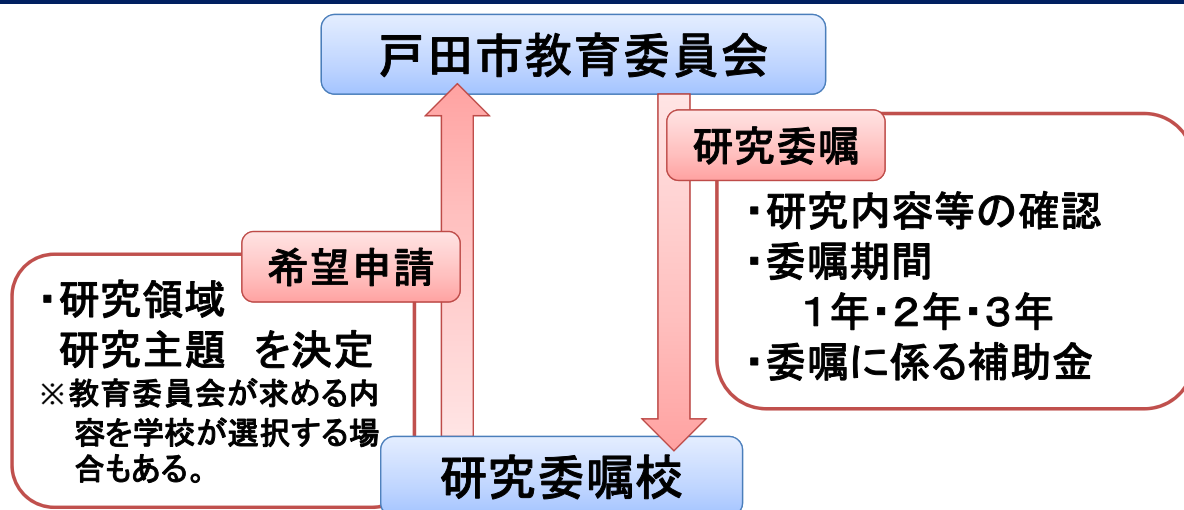 戸田市教育委員会
研究委嘱
・研究内容等の確認
・委嘱期間
１年・２年・３年
・委嘱に係る補助金
希望申請
・研究領域
研究主題　を決定
※教育委員会が求める内
容を学校が選択する場
合もある。
研究委嘱校